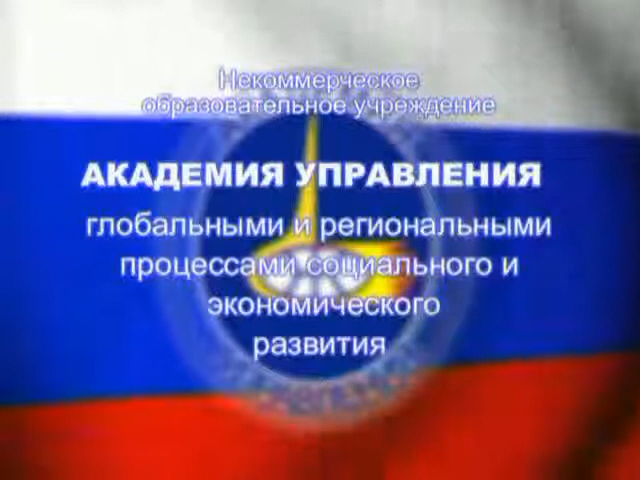 Некоммерческое
образовательное учреждение
АКАДЕМИЯ УПРАВЛЕНИЯ
глобальными и региональными
процессами социального и
экономического
развития